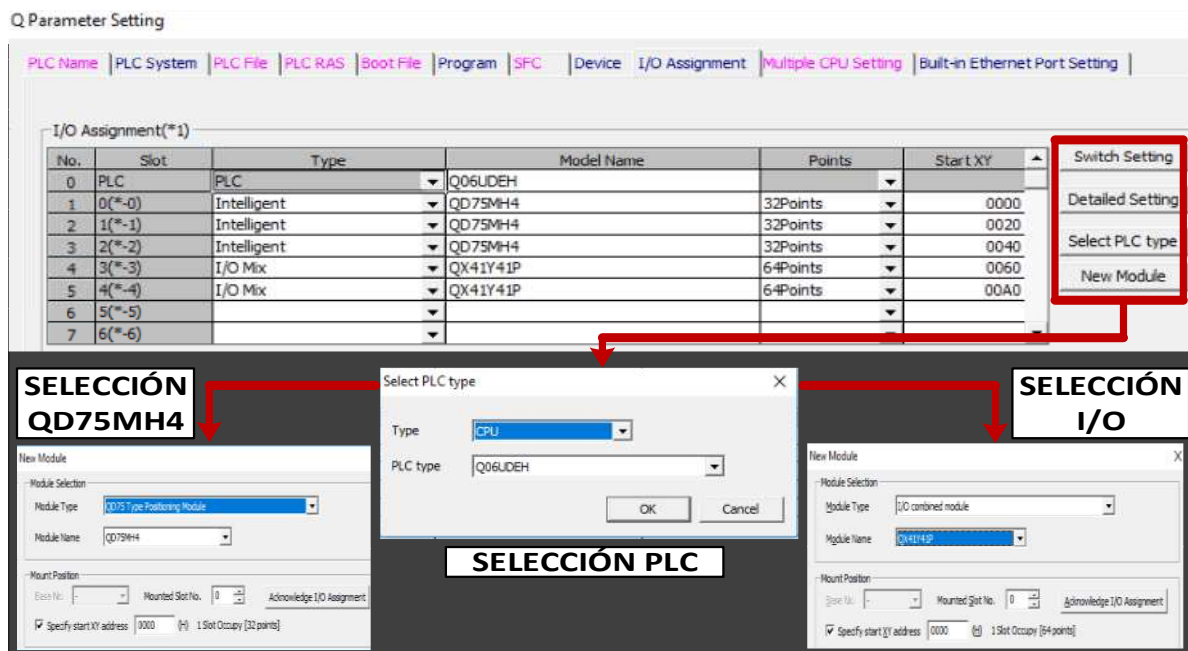 Q Parameter Setting
PLC Name PLC System PLC File PLC RAS Boot File Program SFC Device I/O Assignment Multiple CPU Setting Built-in Ethernet Port Setting
I/O Assignment(*1)
No. Slot Type Model Name Points Start XY
0 PLC PLC Q06UDEH
1 0(*-0) Intelligent QD75MH4 32Points 0000
2 1(*-1) Intelligent QD75MH4 32Points 0020
3 2(*-2) Intelligent QD75MH4 32Points 0040
4 3(*-3) I/O Mix QX41Y41P 64Points 0060
5 4(*-4) I/O Mix QX41Y41P 64Points 00A0
6 5(*-5)
7 6(*-6)
Switch Setting
Detailed Setting
Select PLC type
New Module
SELECCIÓN
QD75MH4
New Module
Module Selection
Module Type QD75 Type Positioning Module
Module Name QD75MH4
Mount Position
Base No. - Mounted Slot No. 0 Acknowledge I/O Assignment
Specify start XY address 0000 (H) 1 Slot Occupy [32 points]
Select PLC type
Type CPU
PLC type Q06UDEH
OK Cancel
SELECCIÓN PLC
SELECCIÓN
I/O
New Module X
Module Selection
Module Type I/O combined module
Module Name QX41Y41P
Mount Position
Base No. - Mounted Slot No. 0 Acknowledge I/O Assignment
Specify start XY address 0000 (H) 1 Slot Occupy [64 points]